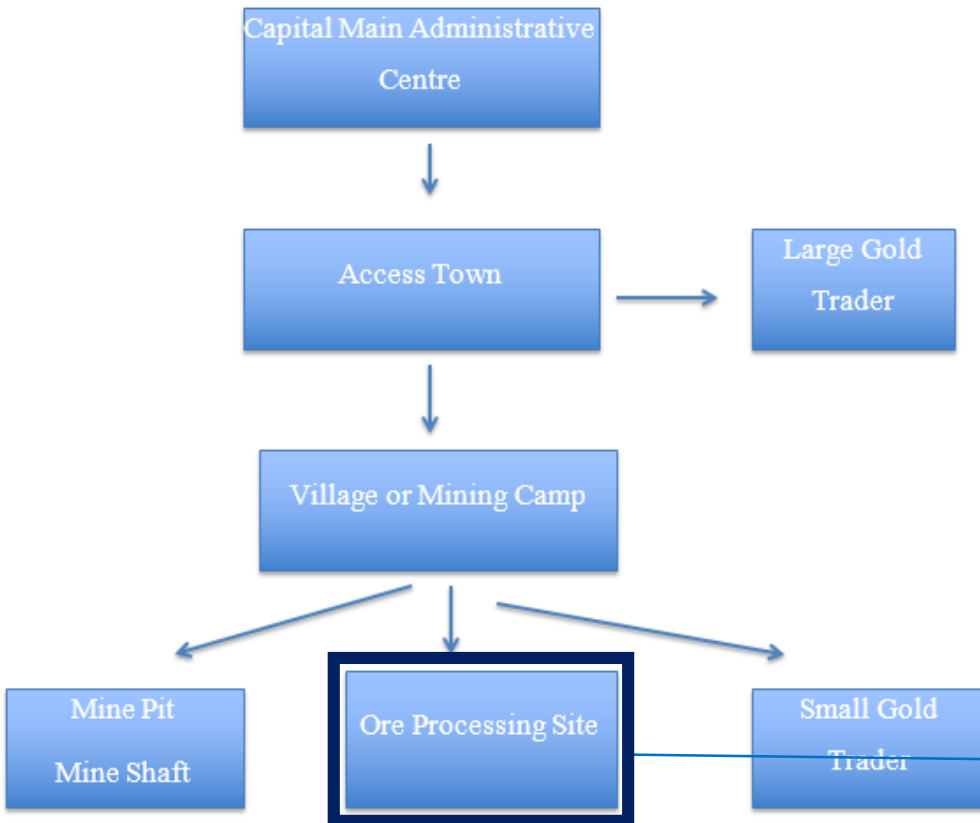 Capital Main Administrative
Centre
Access Town
Large Gold
Trader
Village or Mining Camp
Mine Pit
Mine Shaft
Ore Processing Site
Small Gold
Trader